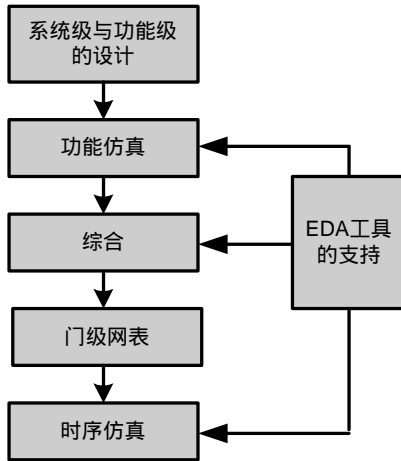 系统级与功能级
的设计
功能仿真
综合
EDA工具
的支持
门级网表
时序仿真